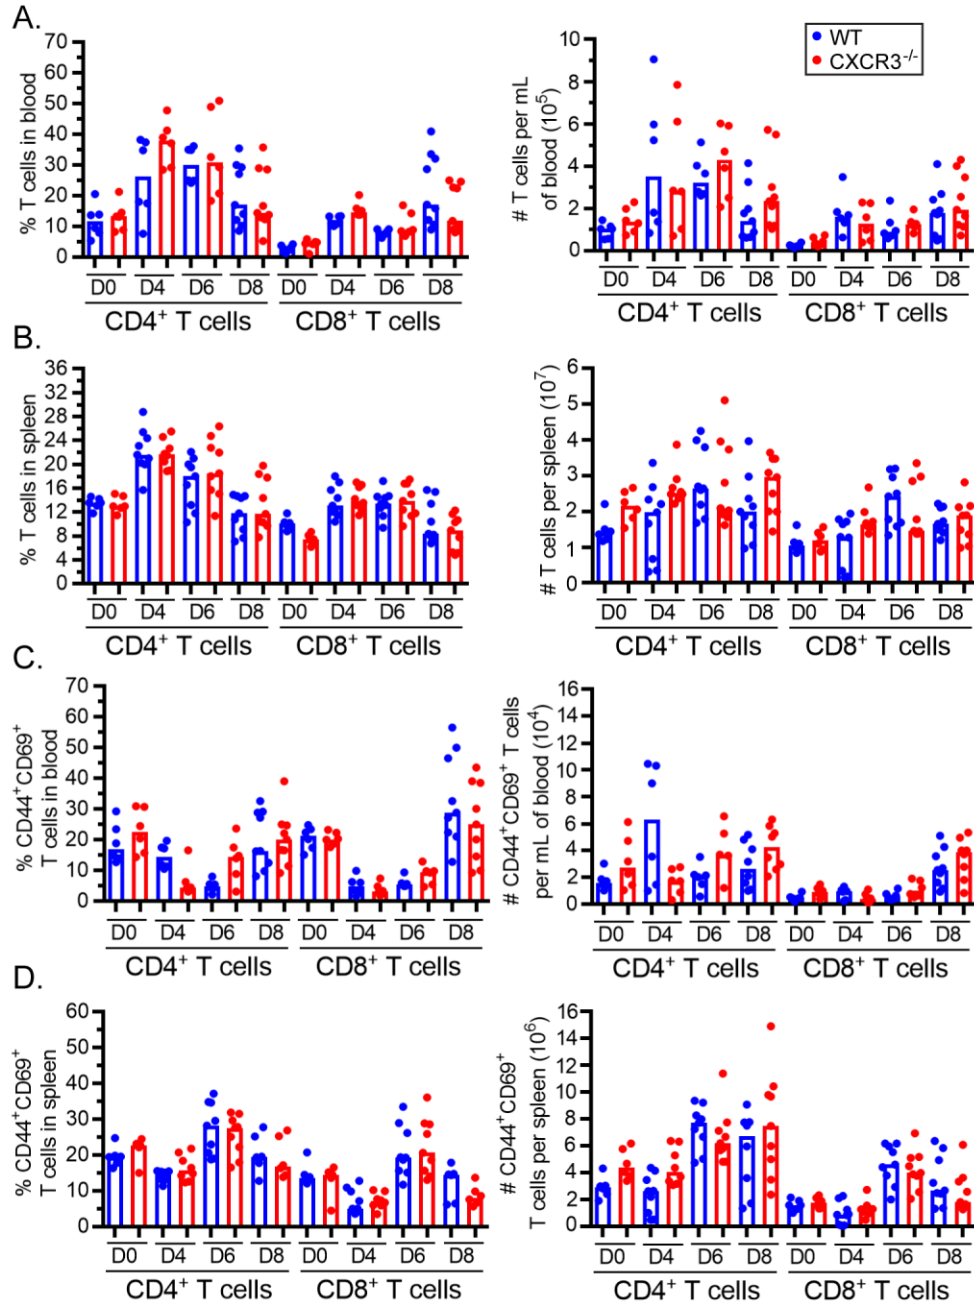 A.
WT
CXCR3-/-
% T cells in blood
70
60
50
40
30
20
10
0
D0 D4 D6 D8 D0 D4 D6 D8
CD4+ T cells CD8+ T cells
# T cells per mL
of blood (10^5)
10
8
6
4
2
0
D0 D4 D6 D8 D0 D4 D6 D8
CD4+ T cells CD8+ T cells
B.
% T cells in spleen
36
32
28
24
20
16
12
8
4
0
D0 D4 D6 D8 D0 D4 D6 D8
CD4+ T cells CD8+ T cells
# T cells per spleen (10^7)
6
5
4
3
2
1
0
D0 D4 D6 D8 D0 D4 D6 D8
CD4+ T cells CD8+ T cells
C.
% CD44+CD69+
T cells in blood
70
60
50
40
30
20
10
0
D0 D4 D6 D8 D0 D4 D6 D8
CD4+ T cells CD8+ T cells
# CD44+CD69+ T cells
per mL of blood (10^4)
16
14
12
10
8
6
4
2
0
D0 D4 D6 D8 D0 D4 D6 D8
CD4+ T cells CD8+ T cells
D.
% CD44+CD69+
T cells in spleen
60
50
40
30
20
10
0
D0 D4 D6 D8 D0 D4 D6 D8
CD4+ T cells CD8+ T cells
# CD44+CD69+
T cells per spleen (10^6)
16
14
12
10
8
6
4
2
0
D0 D4 D6 D8 D0 D4 D6 D8
CD4+ T cells CD8+ T cells